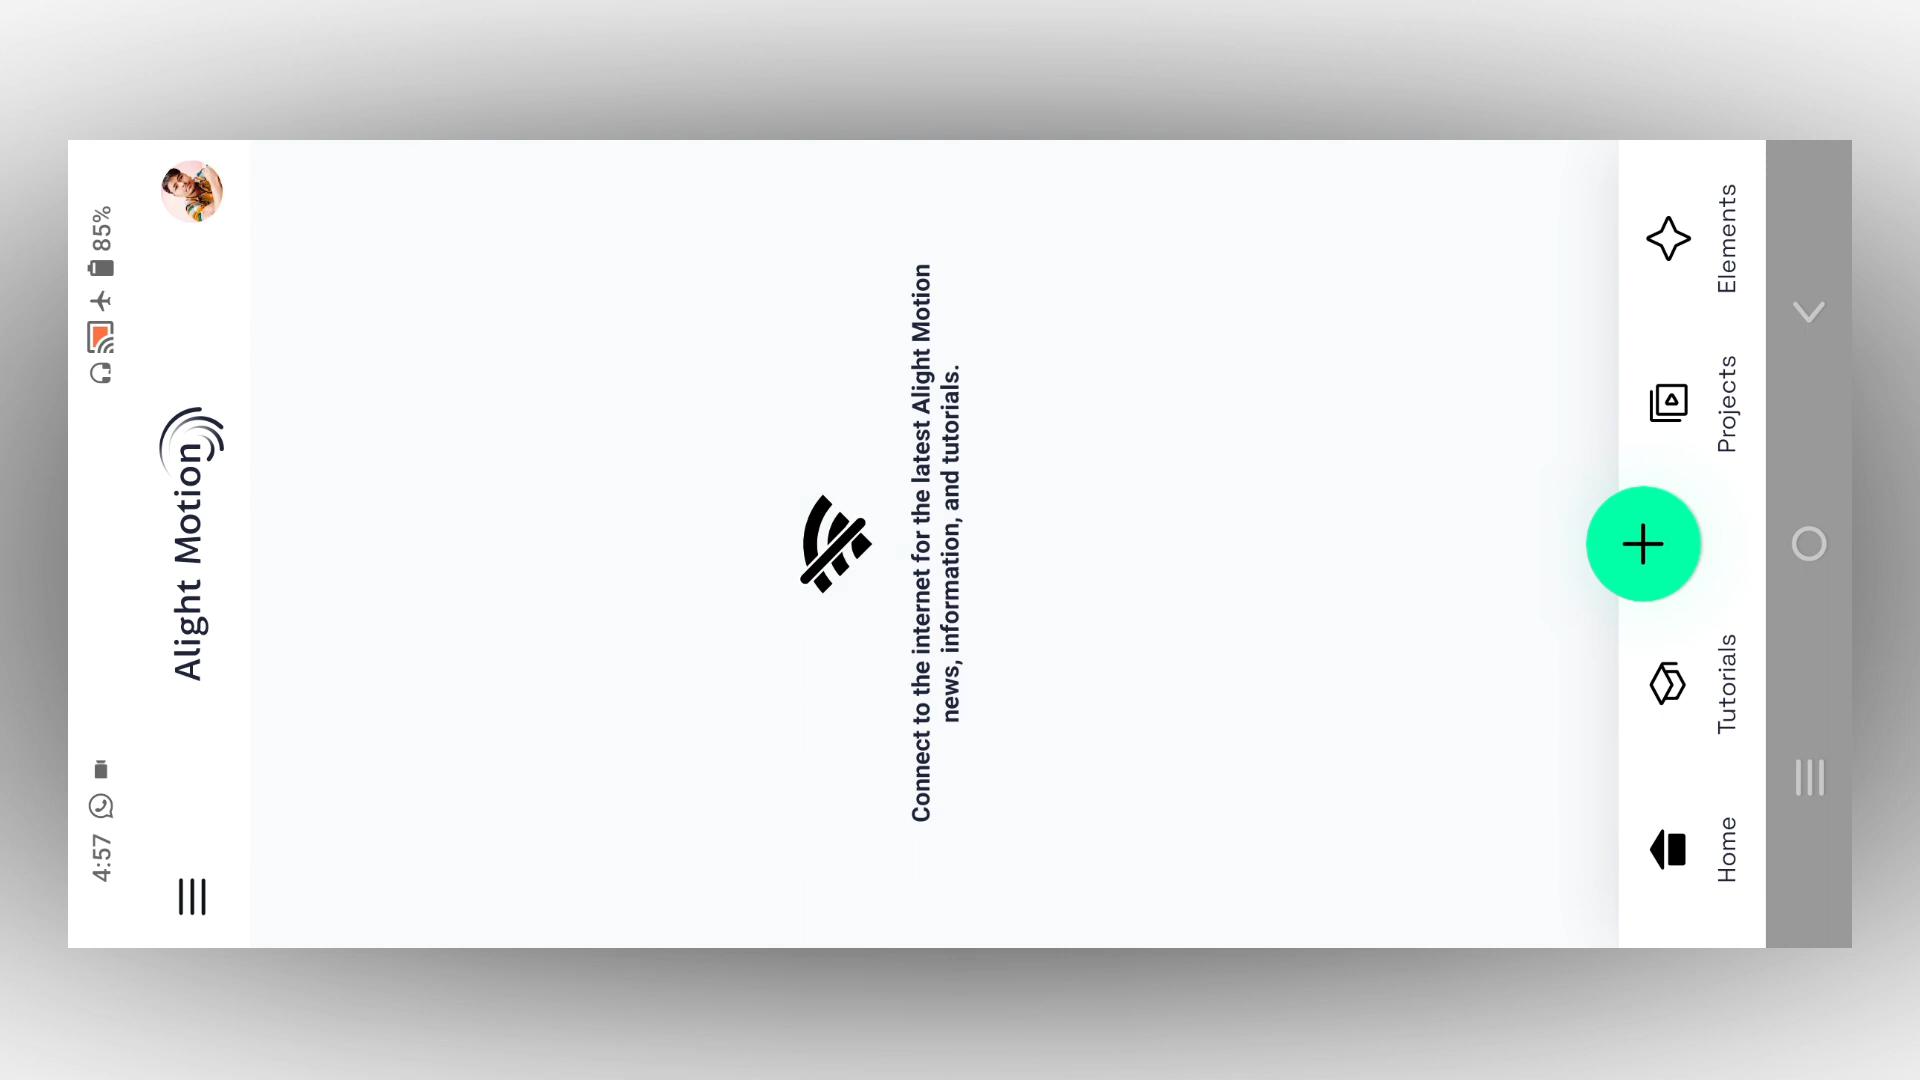 4:57
85%
Alight Motion
Connect to the internet for the latest Alight Motion
news, information, and tutorials.
Home
Tutorials
Projects
Elements